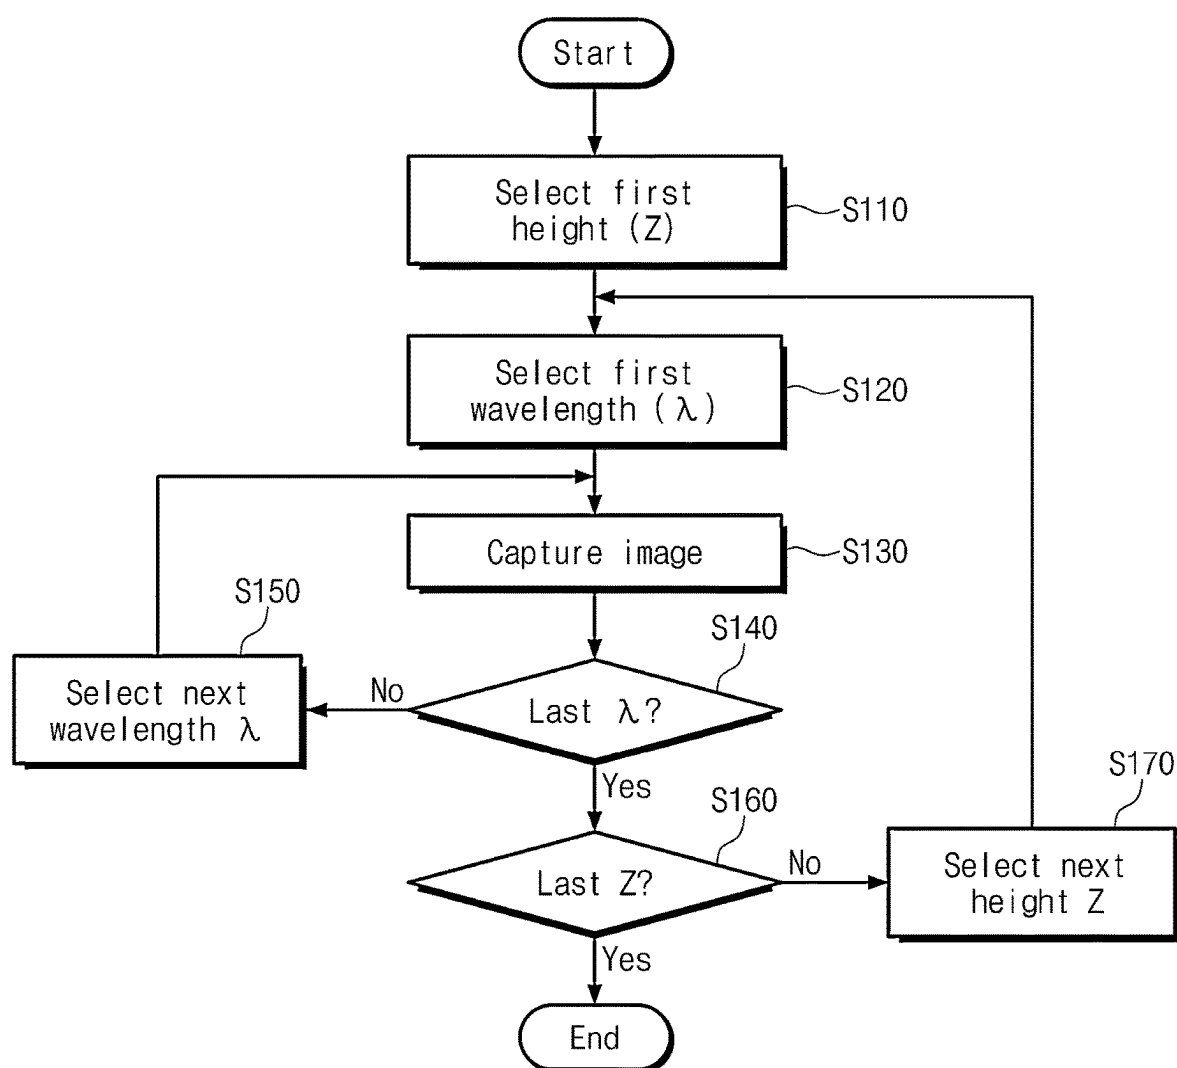 Start
Select first
height (Z)
S110
Select first
wavelength (λ)
S120
Capture image
S130
S150
Select next
wavelength λ
No
S140
Last λ?
Yes
S160
Last Z?
No
S170
Select next
height Z
Yes
End